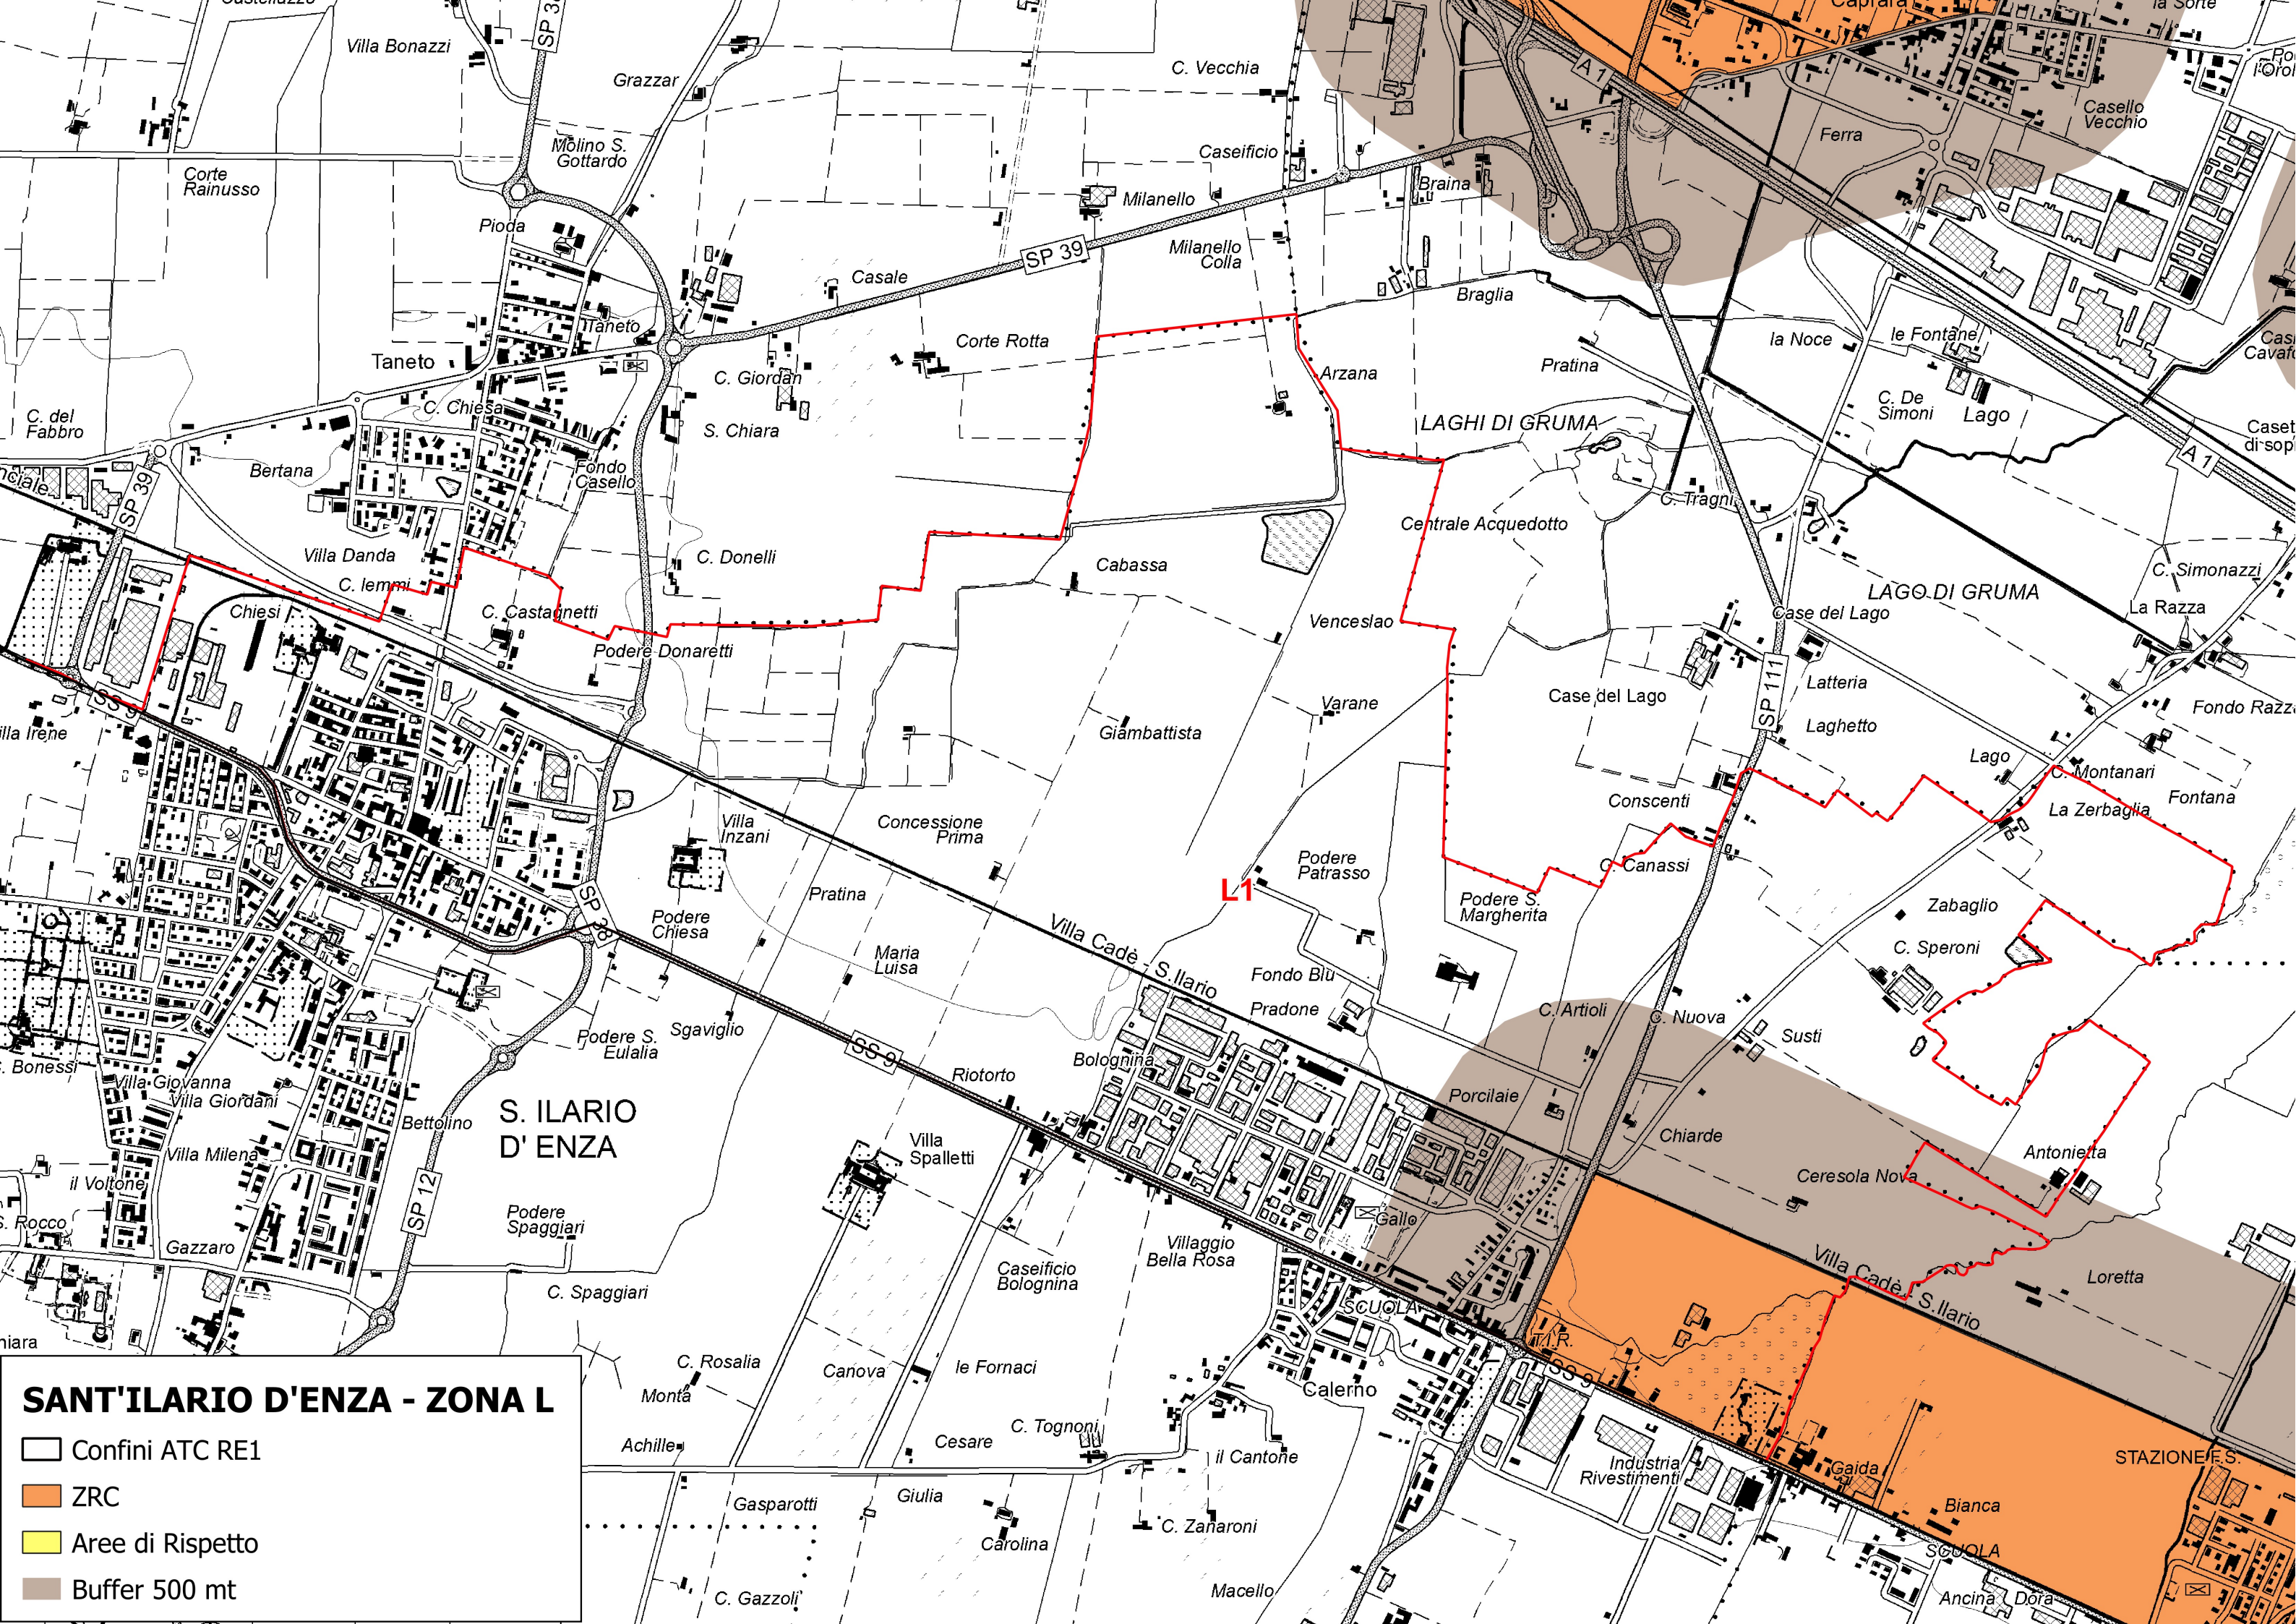 SP 38
Villa Bonazzi
Grazzar
C. Vecchia
A 1
Caprara
la Sorte
Casello
Vecchio
Ferra
Molino S.
Gottardo
Corte
Rainusso
Caseificio
Braina
Milanello
Pioda
SP 39
Milanello
Colla
Casale
Braglia
Taneto
Corte Rotta
la Noce
le Fontane
Taneto
C. Giordan
Arzana
Pratina
C. De
Simoni
Lago
C. del
Fabbro
C. Chiesa
S. Chiara
LAGHI DI GRUMA
A 1
Bertana
Fondo
Casello
SP 39
C. Tragni
Centrale Acquedotto
Villa Danda
C. Donelli
Cabassa
C. Iemmi
C. Simonazzi
LAGO DI GRUMA
La Razza
Chiesi
C. Castagnetti
Venceslao
Case del Lago
Podere Donaretti
SS 9
Varane
Case del Lago
SP 111
Latteria
Fondo Razza
Villa Irene
Giambattista
Laghetto
Lago
C. Montanari
Conscenti
Fontana
La Zerbaglia
Villa
Inzani
Concessione
Prima
Podere
Patrasso
C. Canassi
L1
Pratina
Podere S.
Margherita
Zabaglio
SP 38
Podere
Chiesa
Villa Cadè - S.Ilario
C. Speroni
Maria
Luisa
Fondo Blu
Pradone
C. Artioli
C. Nuova
Podere S.
Eulalia
Sgaviglio
SS 9
Susti
Bolognina
. Bonessi
Riotorto
Villa Giovanna
Villa Giordani
Porcilaie
Bettolino
S. ILARIO
D' ENZA
Chiarde
Villa Milena
Villa
Spalletti
Antonietta
Ceresola Nova
il Voltone
SP 12
S. Rocco
Podere
Spaggiari
Gallo
Gazzaro
Villaggio
Bella Rosa
Caseificio
Bolognina
Villa Cadè - S.Ilario
Loretta
C. Spaggiari
SCUOLA
T.I.R.
C. Rosalia
Canova
le Fornaci
SS 9
Monta
Calerno
SANT'ILARIO D'ENZA - ZONA L
Confini ATC RE1
ZRC
Aree di Rispetto
Buffer 500 mt
C. Tognoni
Achille
Cesare
il Cantone
Industria
Rivestimenti
Gaida
STAZIONE F.S.
Giulia
Gasparotti
Bianca
C. Zanaroni
Carolina
SCUOLA
C. Gazzoli
Macello
Ancina
Dora